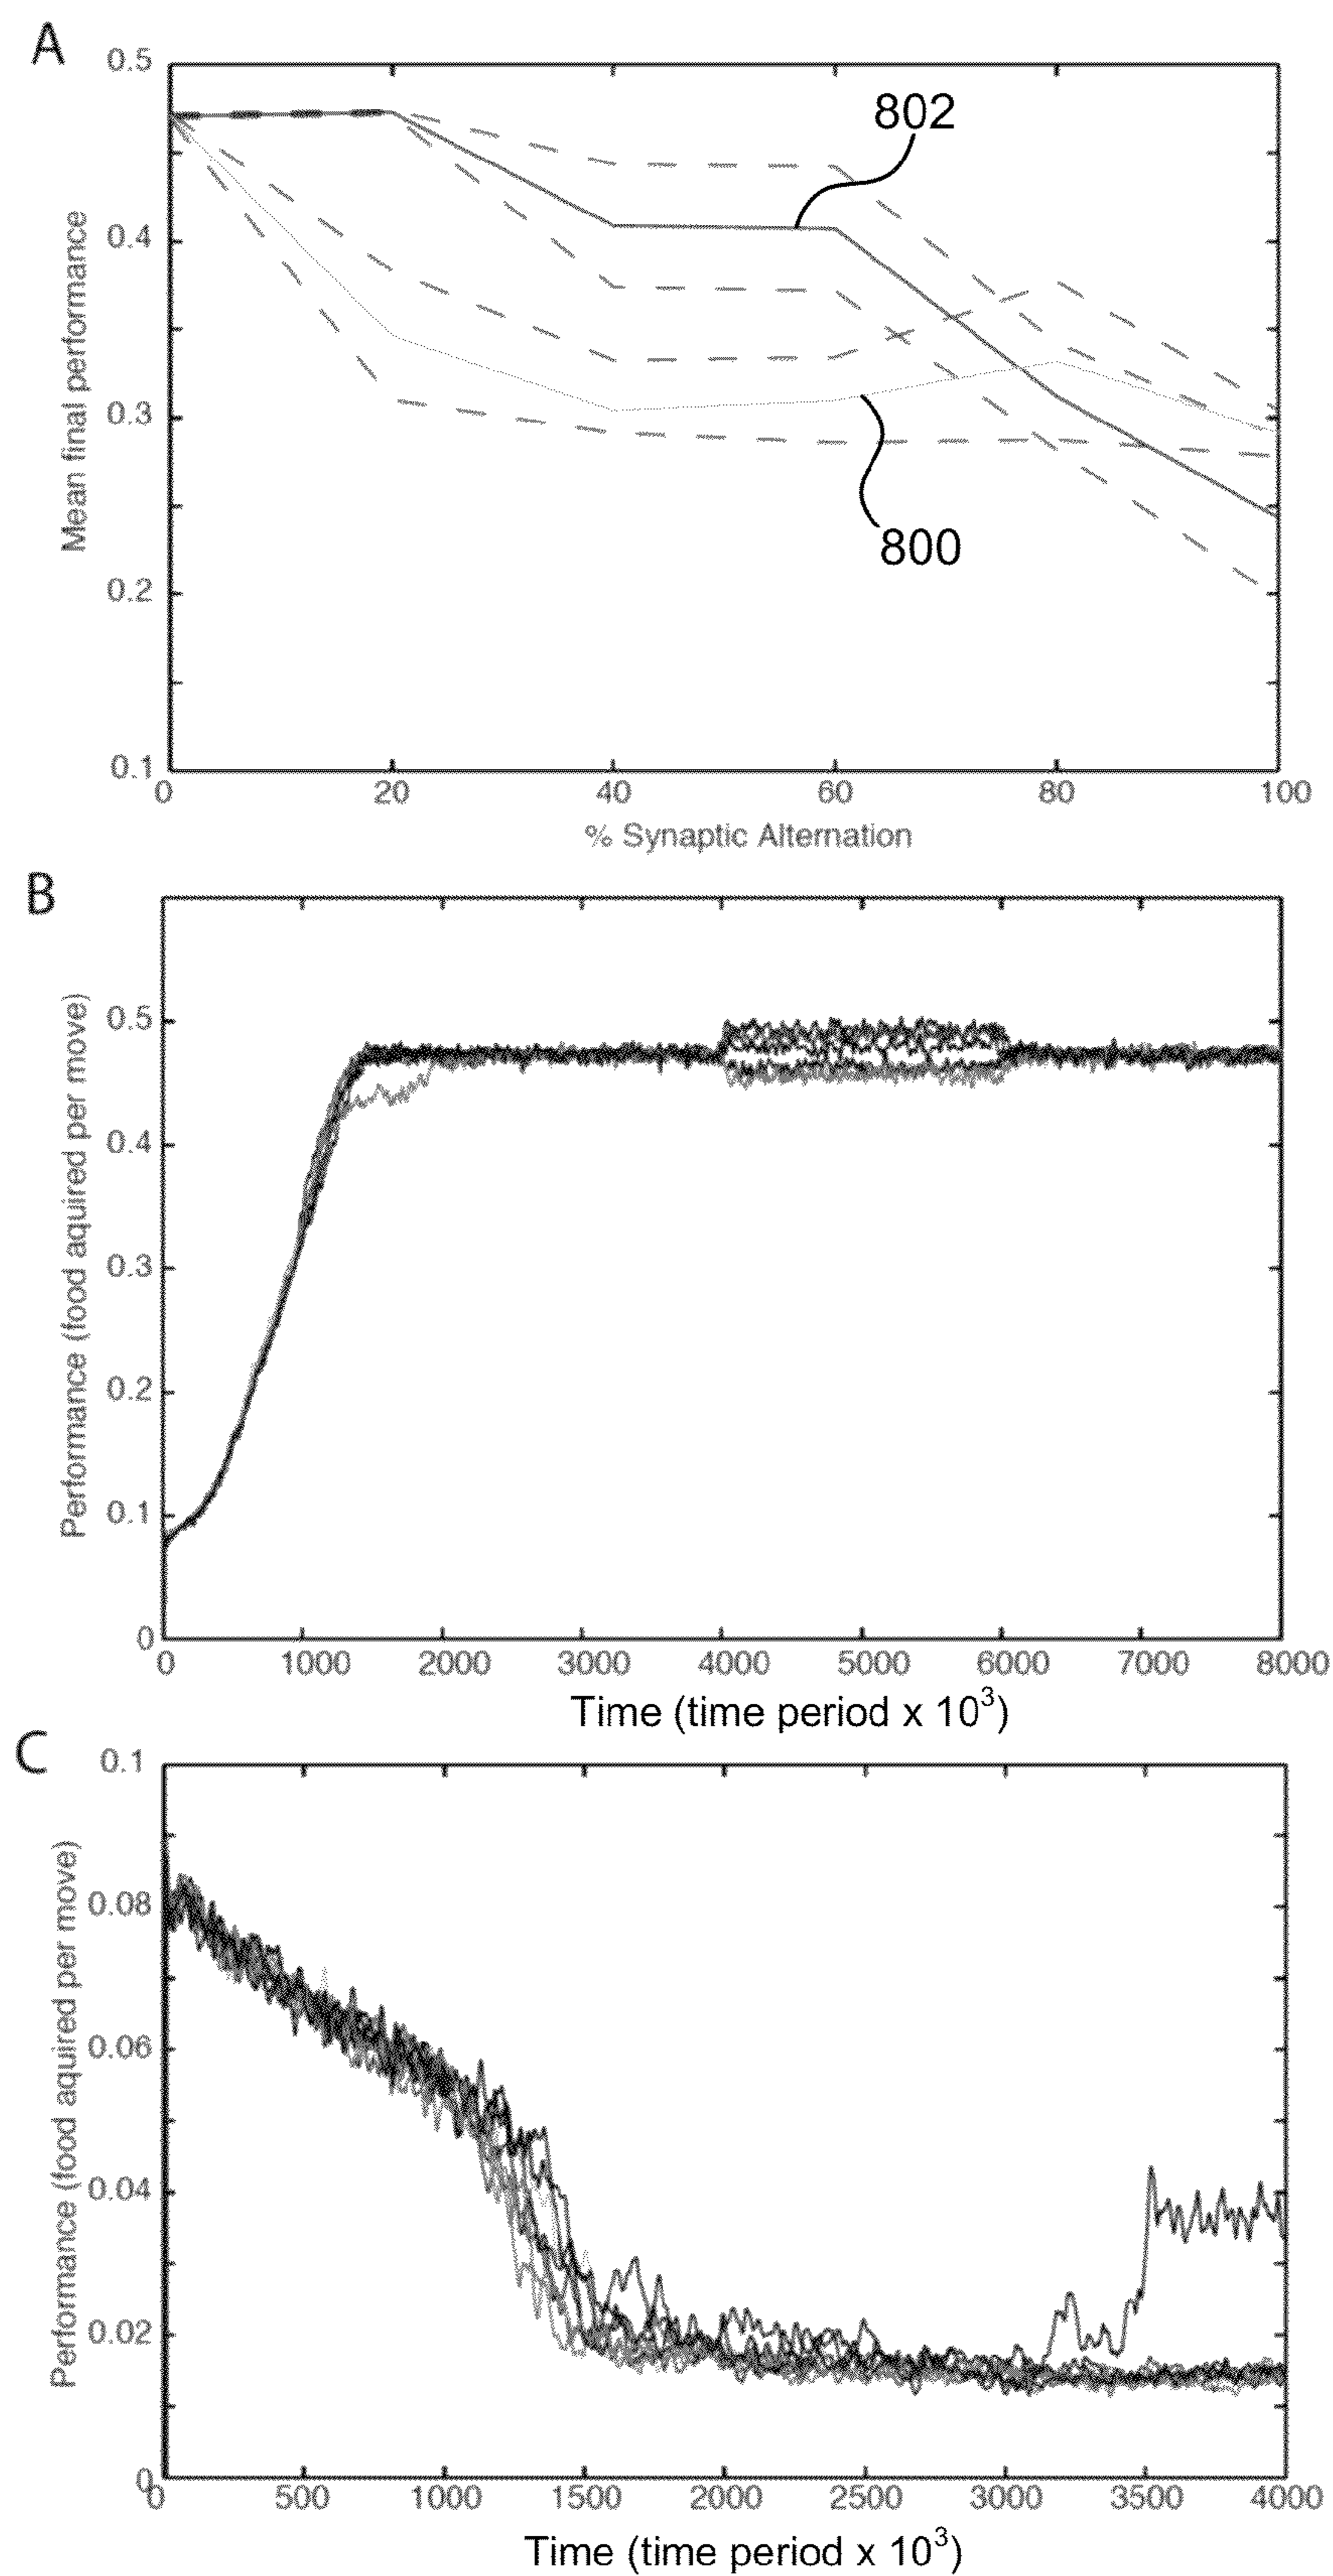 A
0.5
802
0.4
Mean final performance
0.3
800
0.2
0.1
0 20 40 60 80 100
% Synaptic Alternation
B
0.5
0.4
0.3
0.2
0.1
0
Performance (food aquired per move)
0 1000 2000 3000 4000 5000 6000 7000 8000
Time (time period x 10³)
C
0.1
0.08
0.06
0.04
0.02
0
Performance (food aquired per move)
0 500 1000 1500 2000 2500 3000 3500 4000
Time (time period x 10³)